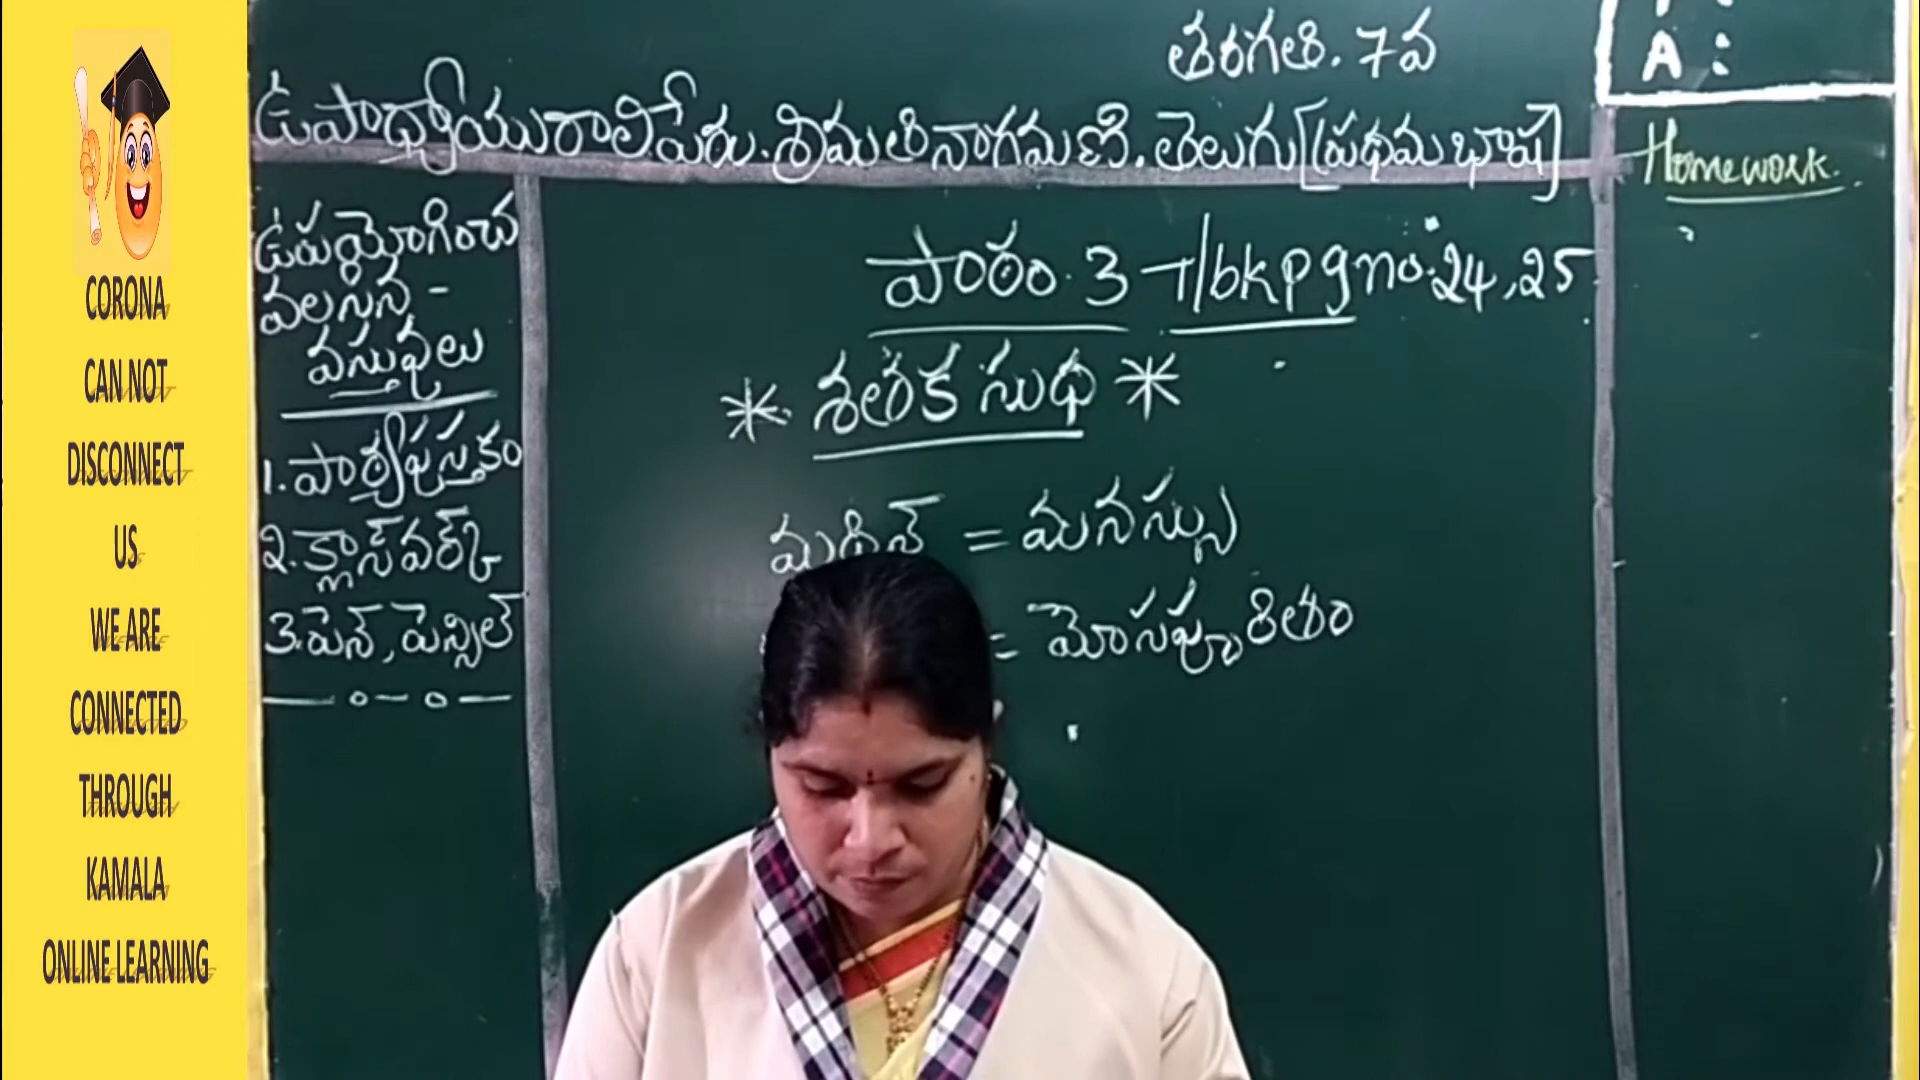 CORONA
CAN NOT
DISCONNECT
US
WE ARE
CONNECTED
THROUGH
KAMALA
ONLINE LEARNING
తరగతి. 7వ
ఉపాధ్యాయురాలిపేరు. శ్రీమతి నాగమణి. తెలుగు [ప్రథమ భాష]
ఉపయోగించ
వలసిన -
వస్తువులు
1. పాఠ్యపుస్తకం
2. క్లాస్ వర్క్
3. పెన్, పెన్సిల్
పాఠం. 3 T/bk pg no. 24, 25
* శతక సుధ *
మదిన్ = మనస్సు
= మోసపూరితం
A :
Homework.